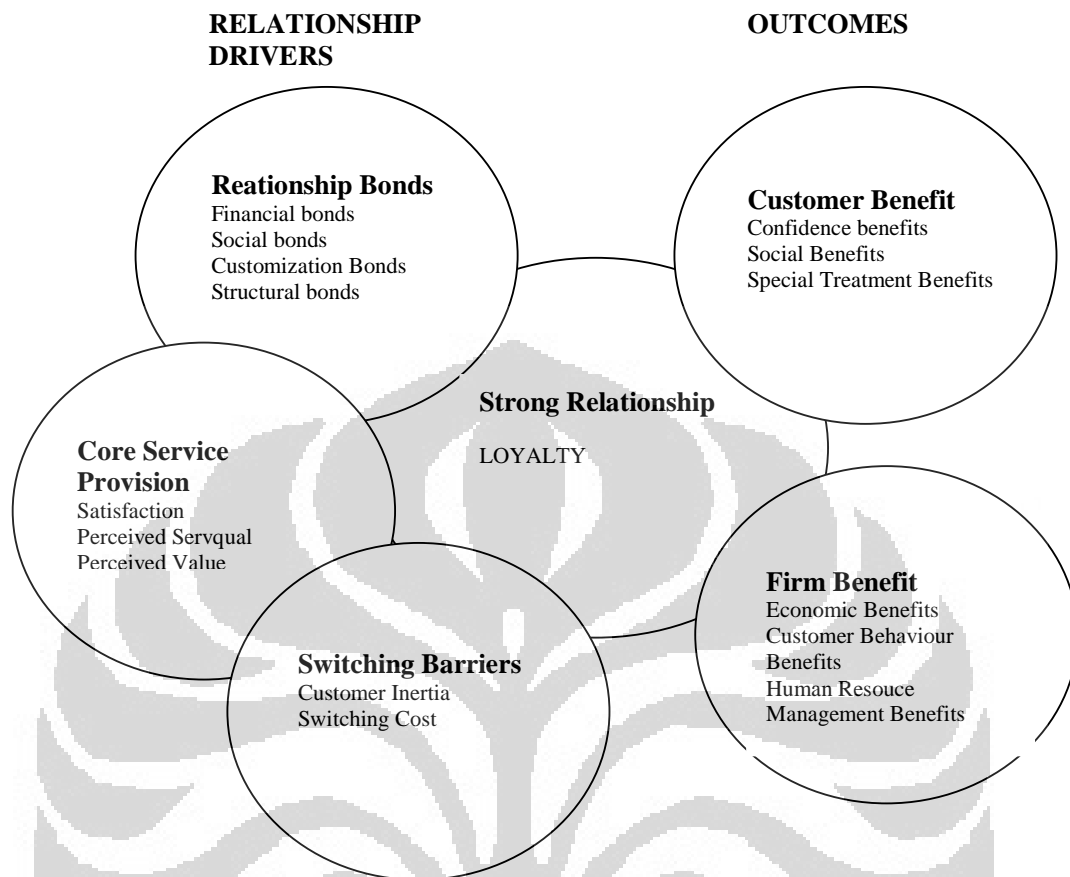 RELATIONSHIP
DRIVERS
OUTCOMES
Reationship Bonds
Financial bonds
Social bonds
Customization Bonds
Structural bonds
Customer Benefit
Confidence benefits
Social Benefits
Special Treatment Benefits
Strong Relationship
LOYALTY
Core Service
Provision
Satisfaction
Perceived Servqual
Perceived Value
Firm Benefit
Economic Benefits
Customer Behaviour
Benefits
Human Resouce
Management Benefits
Switching Barriers
Customer Inertia
Switching Cost